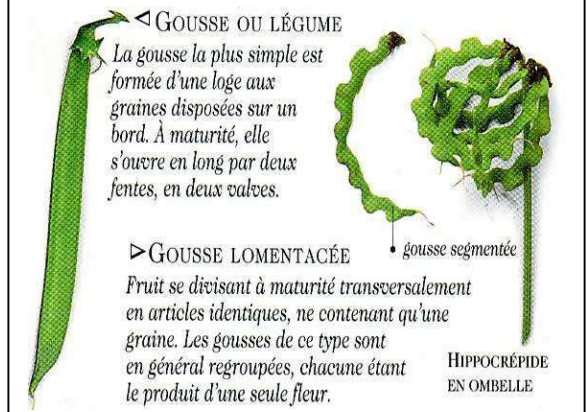 ◁ GOUSSE OU LÉGUME
La gousse la plus simple est
formée d'une loge aux
graines disposées sur un
bord. À maturité, elle
s'ouvre en long par deux
fentes, en deux valves.
gousse segmentée
▷ GOUSSE LOMENTACÉE
Fruit se divisant à maturité transversalement
en articles identiques, ne contenant qu'une
graine. Les gousses de ce type sont
en général regroupées, chacune étant
le produit d'une seule fleur.
HIPPOCRÉPIDE
EN OMBELLE